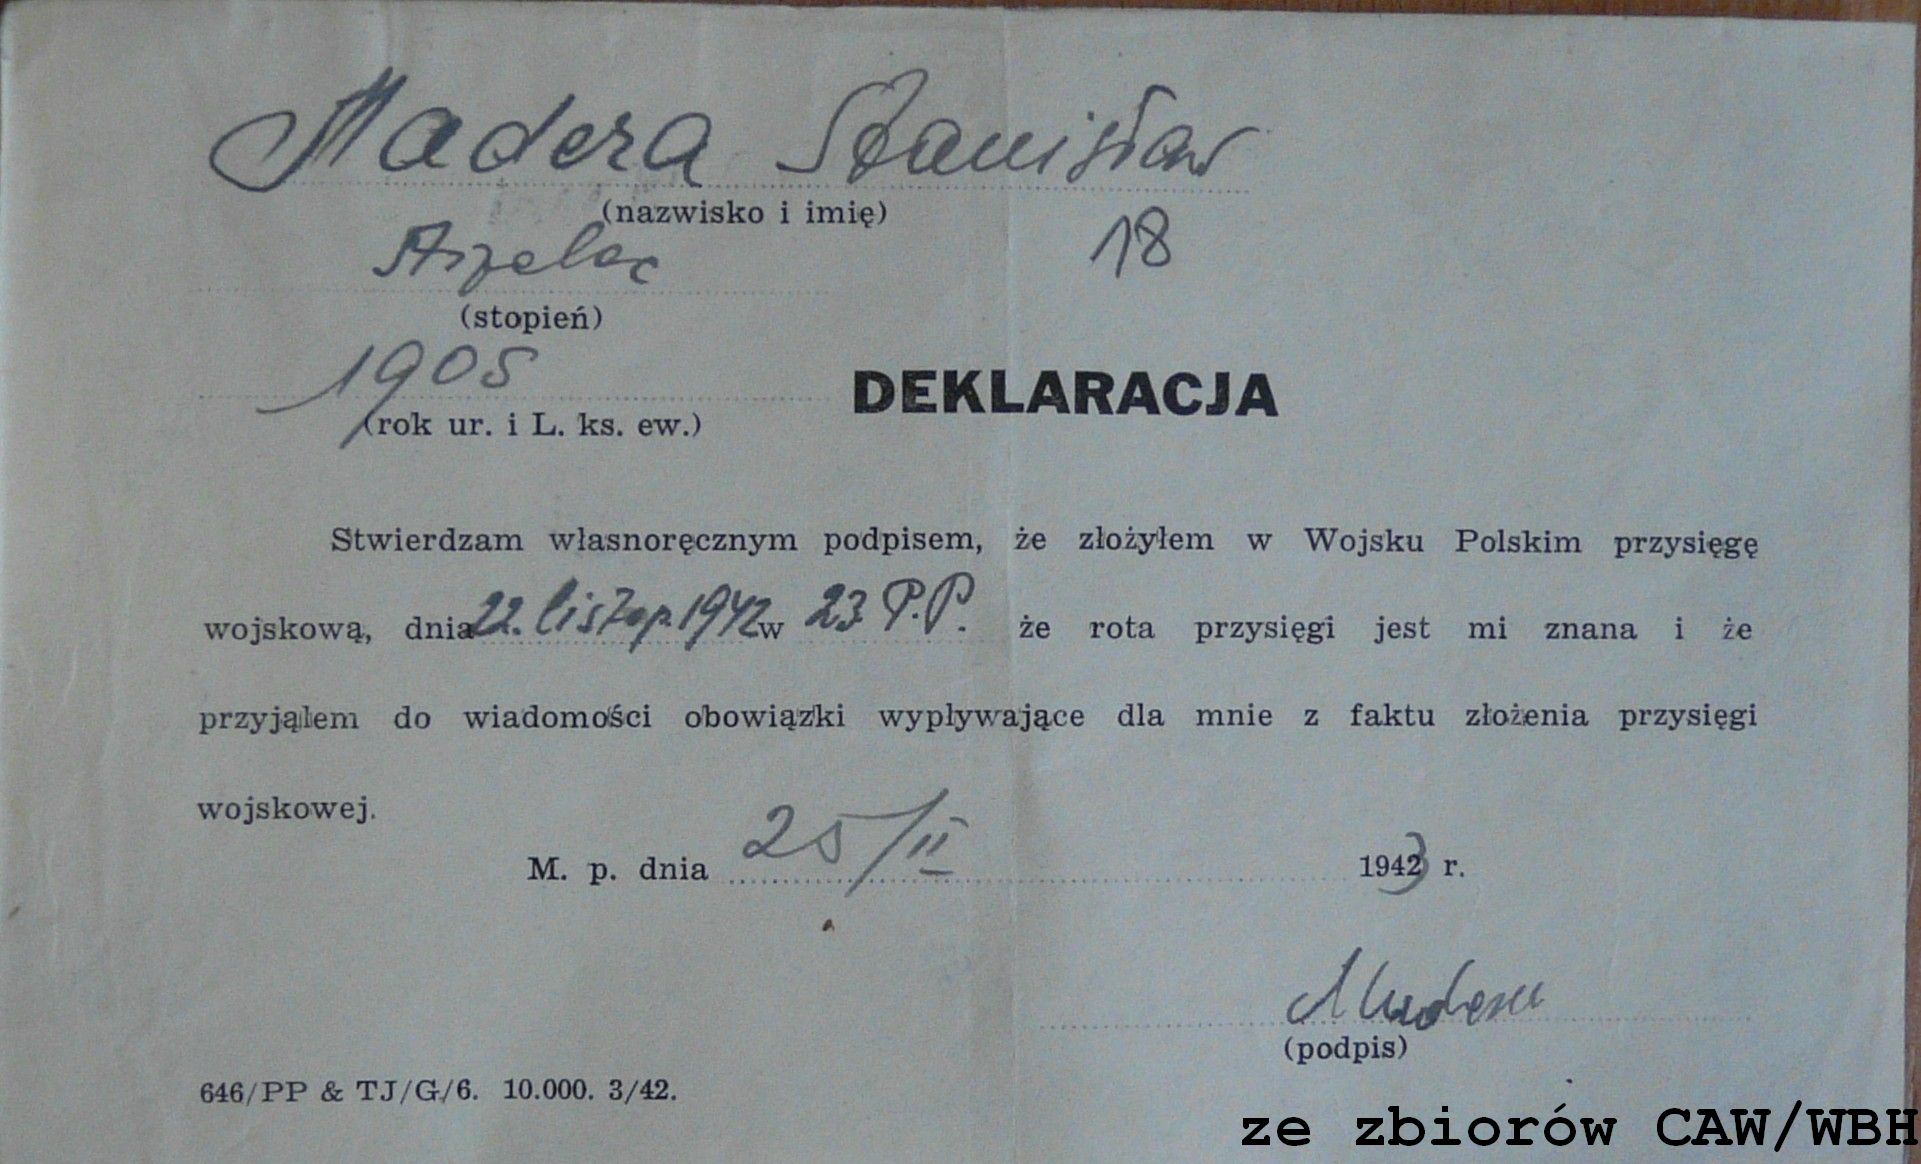 Madera Stanisław
(nazwisko i imię)
Strzelec
18
(stopień)
1905
(rok ur. i L. ks. ew.)
DEKLARACJA
Stwierdzam własnoręcznym podpisem, że złożyłem w Wojsku Polskim przysięgę
wojskową, dnia 22. listop. 1942 w 23 P.P. że rota przysięgi jest mi znana i że
przyjąłem do wiadomości obowiązki wypływające dla mnie z faktu złożenia przysięgi
wojskowej.
M. p. dnia 25/II 1943 r.
Madera
(podpis)
646/PP & TJ/G/6. 10.000. 3/42.
ze zbiorów CAW/WBH